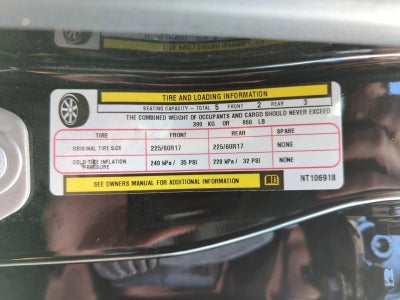 TIRE AND LOADING INFORMATION
SEATING CAPACITY - TOTAL 5 FRONT 2 REAR 3
THE COMBINED WEIGHT OF OCCUPANTS AND CARGO SHOULD NEVER EXCEED
390 KG OR 860 LB
TIRE FRONT REAR SPARE
ORIGINAL TIRE SIZE 225/60R17 225/60R17 NONE
COLD TIRE INFLATION PRESSURE 240 kPa / 35 PSI 220 kPa / 32 PSI NONE
SEE OWNERS MANUAL FOR ADDITIONAL INFORMATION
NT106918